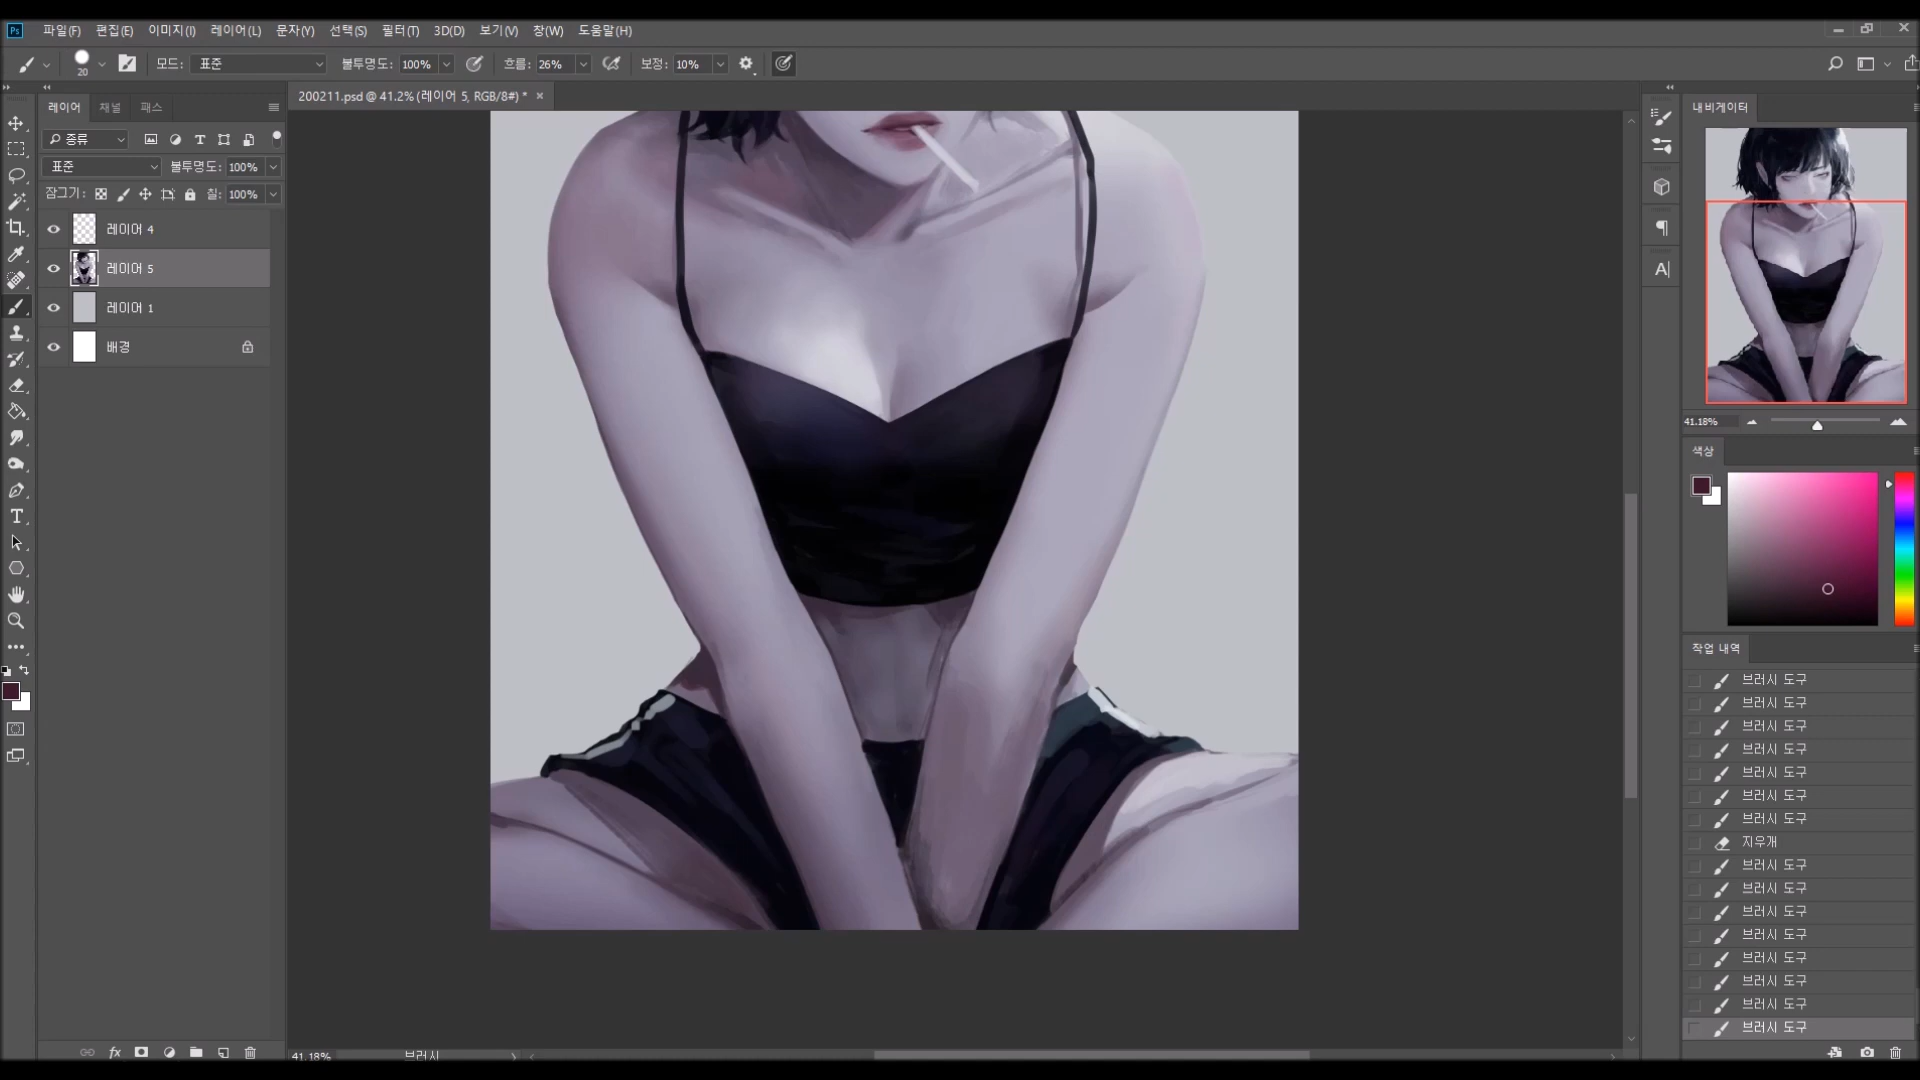 Ps 파일(F) 편집(E) 이미지(I) 레이어(L) 문자(Y) 선택(S) 필터(T) 3D(D) 보기(V) 창(W) 도움말(H)
20 모드: 표준 불투명도: 100% 흐름: 26% 보정: 10%
레이어 채널 패스
200211.psd @ 41.2% (레이어 5, RGB/8#) *
내비게이터
종류
표준 불투명도: 100%
잠그기: 칠: 100%
레이어 4
레이어 5
레이어 1
배경
41.18%
색상
작업 내역
브러시 도구
브러시 도구
브러시 도구
브러시 도구
브러시 도구
브러시 도구
브러시 도구
지우개
브러시 도구
브러시 도구
브러시 도구
브러시 도구
브러시 도구
브러시 도구
브러시 도구
브러시 도구
fx
41.18% 브러시